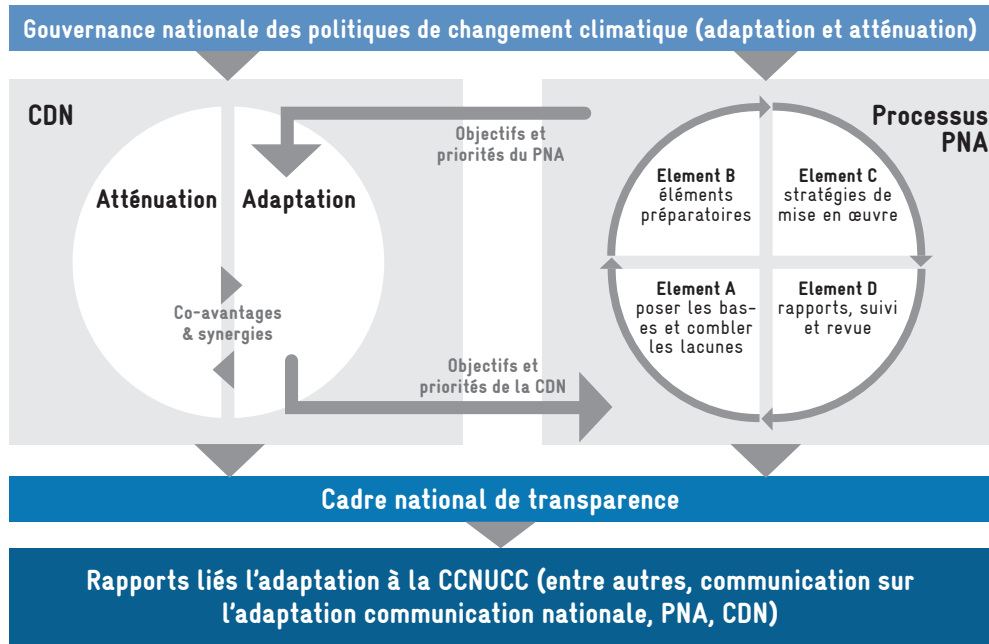 Gouvernance nationale des politiques de changement climatique (adaptation et atténuation)
CDN
Atténuation
Adaptation
Co-avantages
& synergies
Objectifs et
priorités du PNA
Objectifs et
priorités de la CDN
Processus
PNA
Element B
éléments
préparatoires
Element C
stratégies de
mise en œuvre
Element A
poser les bas-
es et combler
les lacunes
Element D
rapports, suivi
et revue
Cadre national de transparence
Rapports liés l'adaptation à la CCNUCC (entre autres, communication sur
l'adaptation communication nationale, PNA, CDN)